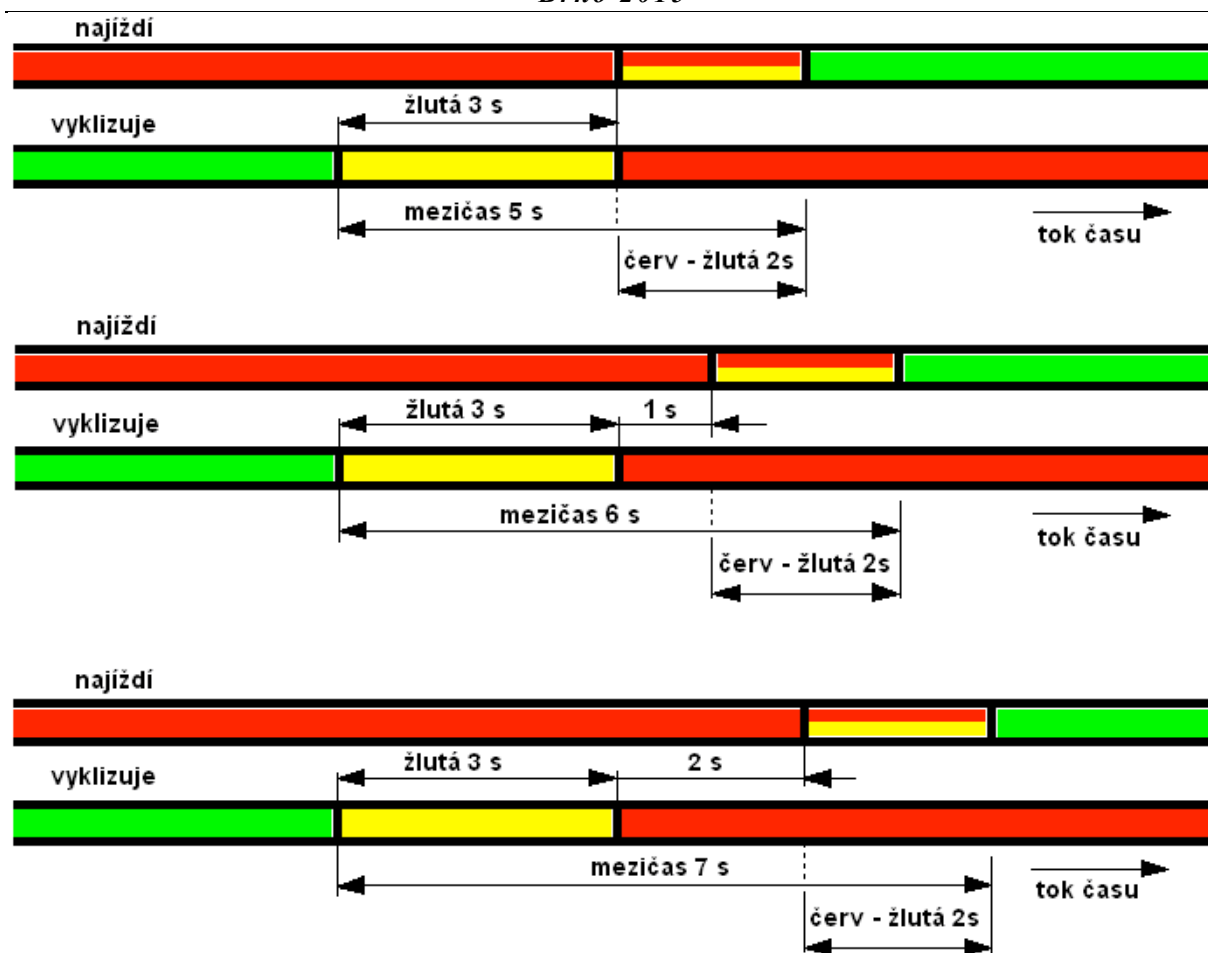 najíždí
žlutá 3 s
vyklizuje
mezičas 5 s
tok času
červ - žlutá 2s
najíždí
žlutá 3 s 1 s
vyklizuje
mezičas 6 s
tok času
červ - žlutá 2s
najíždí
žlutá 3 s 2 s
vyklizuje
mezičas 7 s
tok času
červ - žlutá 2s